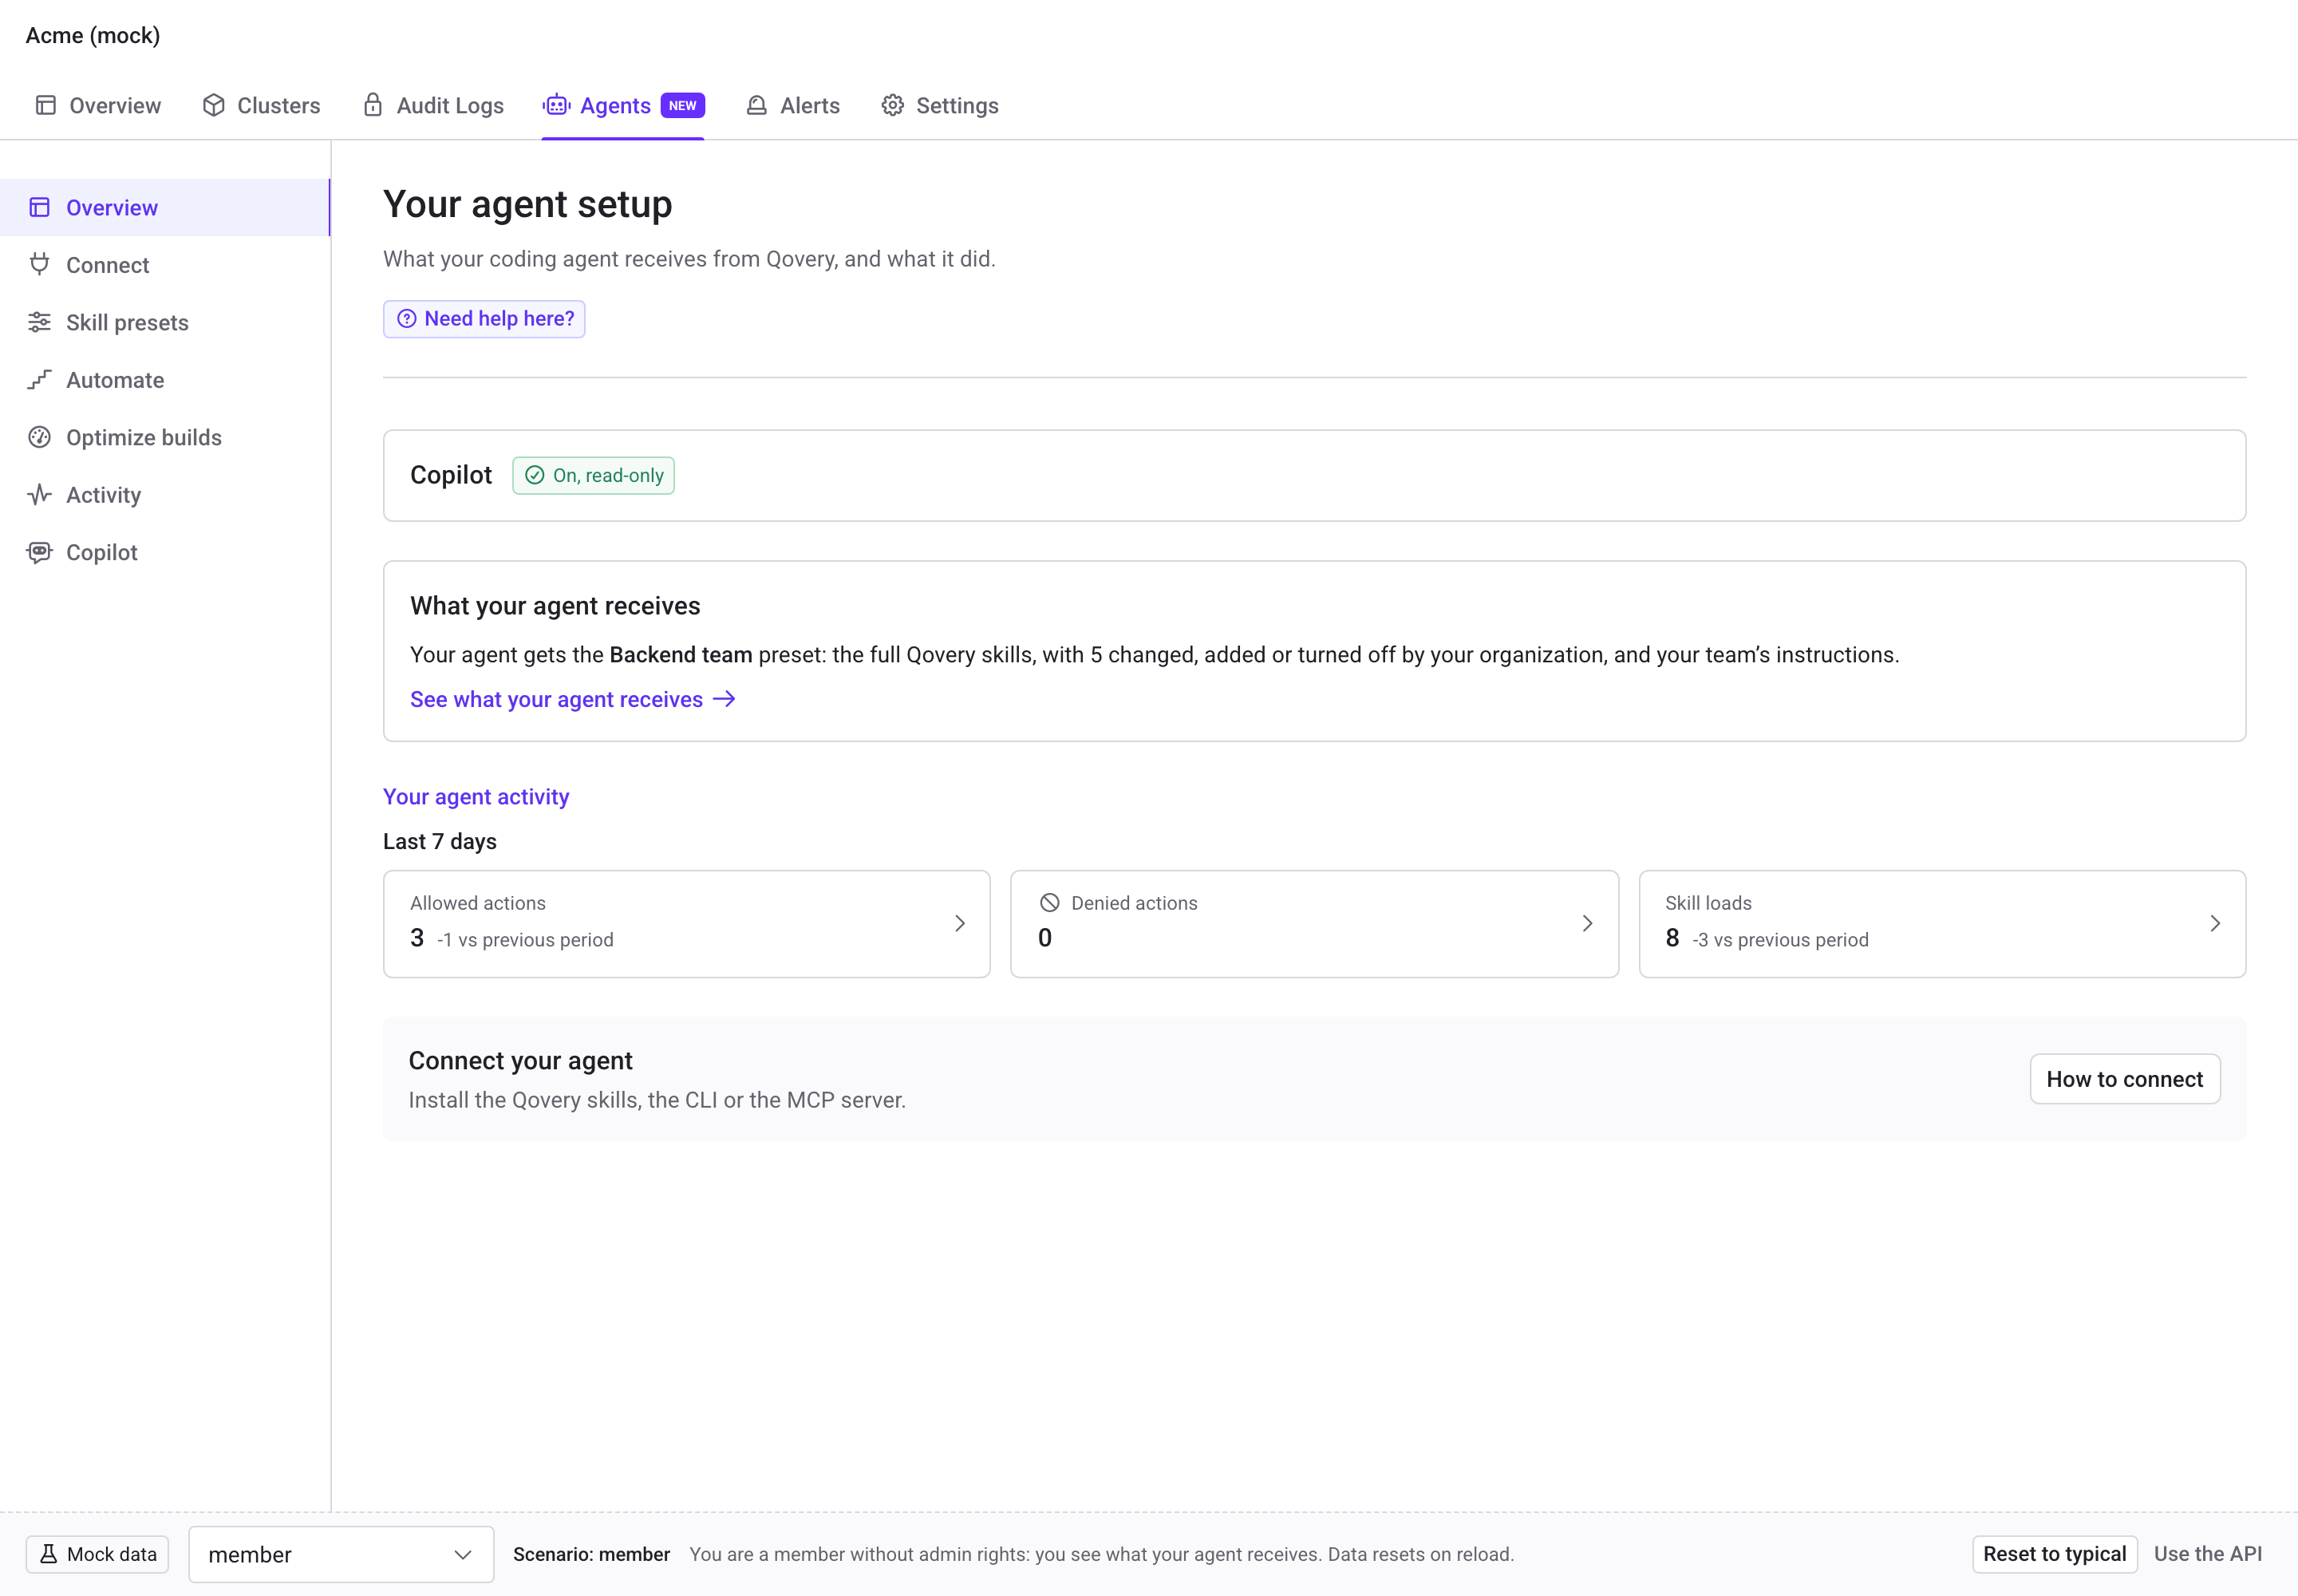 Acme (mock)
Overview
Clusters
Audit Logs
Agents NEW
Alerts
Settings
Overview
Connect
Skill presets
Automate
Optimize builds
Activity
Copilot
Your agent setup
What your coding agent receives from Qovery, and what it did.
Need help here?
Copilot
On, read-only
What your agent receives
Your agent gets the Backend team preset: the full Qovery skills, with 5 changed, added or turned off by your organization, and your team’s instructions.
See what your agent receives
Your agent activity
Last 7 days
Allowed actions
3 -1 vs previous period
Denied actions
0
Skill loads
8 -3 vs previous period
Connect your agent
Install the Qovery skills, the CLI or the MCP server.
How to connect
Mock data
member
Scenario: member You are a member without admin rights: you see what your agent receives. Data resets on reload.
Reset to typical
Use the API